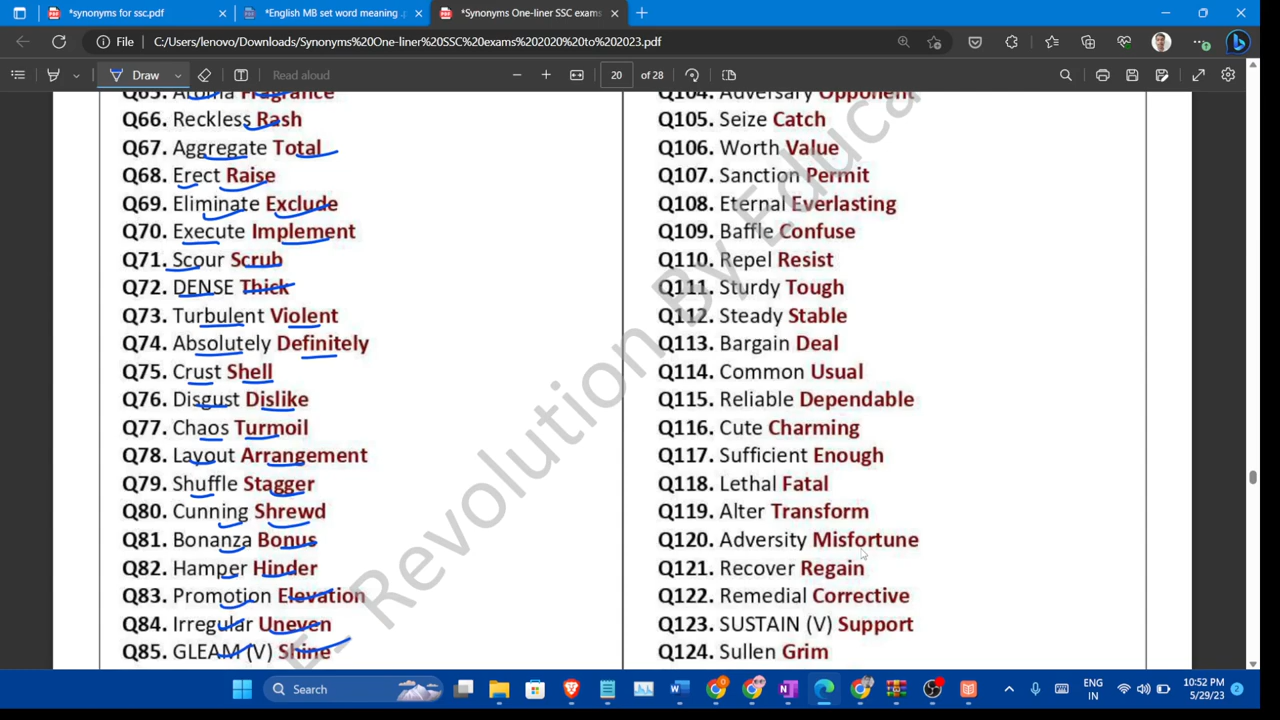 *synonyms for ssc.pdf
*English MB set word meaning .p
*Synonyms One-liner SSC exams
File C:/Users/lenovo/Downloads/Synonyms%20One-liner%20SSC%20exams%202020%20to%202023.pdf
Draw Read aloud 20 of 28
Q65. Aroma Fragrance
Q66. Reckless Rash
Q67. Aggregate Total
Q68. Erect Raise
Q69. Eliminate Exclude
Q70. Execute Implement
Q71. Scour Scrub
Q72. DENSE Thick
Q73. Turbulent Violent
Q74. Absolutely Definitely
Q75. Crust Shell
Q76. Disgust Dislike
Q77. Chaos Turmoil
Q78. Layout Arrangement
Q79. Shuffle Stagger
Q80. Cunning Shrewd
Q81. Bonanza Bonus
Q82. Hamper Hinder
Q83. Promotion Elevation
Q84. Irregular Uneven
Q85. GLEAM (V) Shine
Q104. Adversary Opponent
Q105. Seize Catch
Q106. Worth Value
Q107. Sanction Permit
Q108. Eternal Everlasting
Q109. Baffle Confuse
Q110. Repel Resist
Q111. Sturdy Tough
Q112. Steady Stable
Q113. Bargain Deal
Q114. Common Usual
Q115. Reliable Dependable
Q116. Cute Charming
Q117. Sufficient Enough
Q118. Lethal Fatal
Q119. Alter Transform
Q120. Adversity Misfortune
Q121. Recover Regain
Q122. Remedial Corrective
Q123. SUSTAIN (V) Support
Q124. Sullen Grim
E- Revolution By Educa
Search
ENG
IN
10:52 PM
5/29/23
2